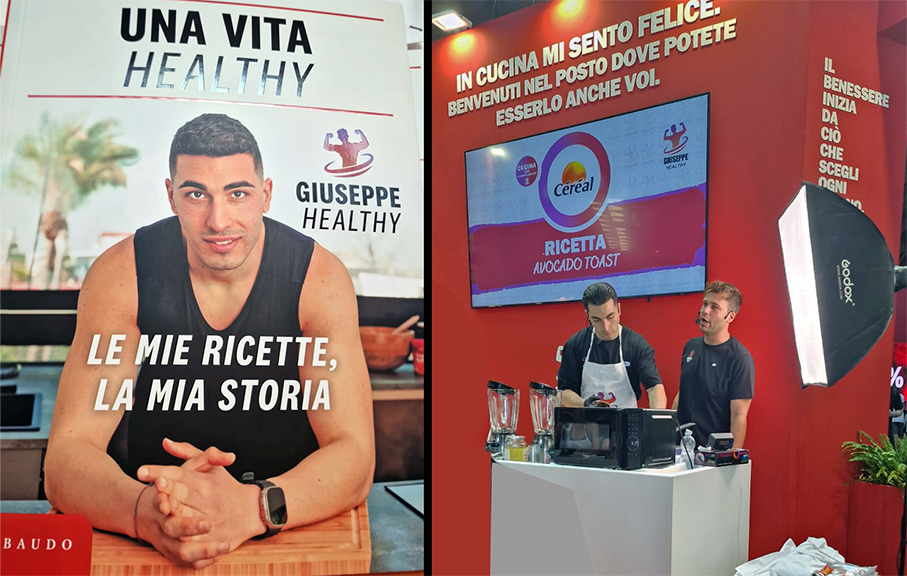 UNA VITA
HEALTHY
GIUSEPPE
HEALTHY
LE MIE RICETTE,
LA MIA STORIA
BAUDO
IN CUCINA MI SENTO FELICE.
BENVENUTI NEL POSTO DOVE POTETE
ESSERLO ANCHE VOI.
CUCINA
Céréal
GIUSEPPE
HEALTHY
RICETTA
AVOCADO TOAST
IL
BENESSERE
INIZIA
DA
CIÒ
CHE
SCEGLI
OGNI
Godox
%